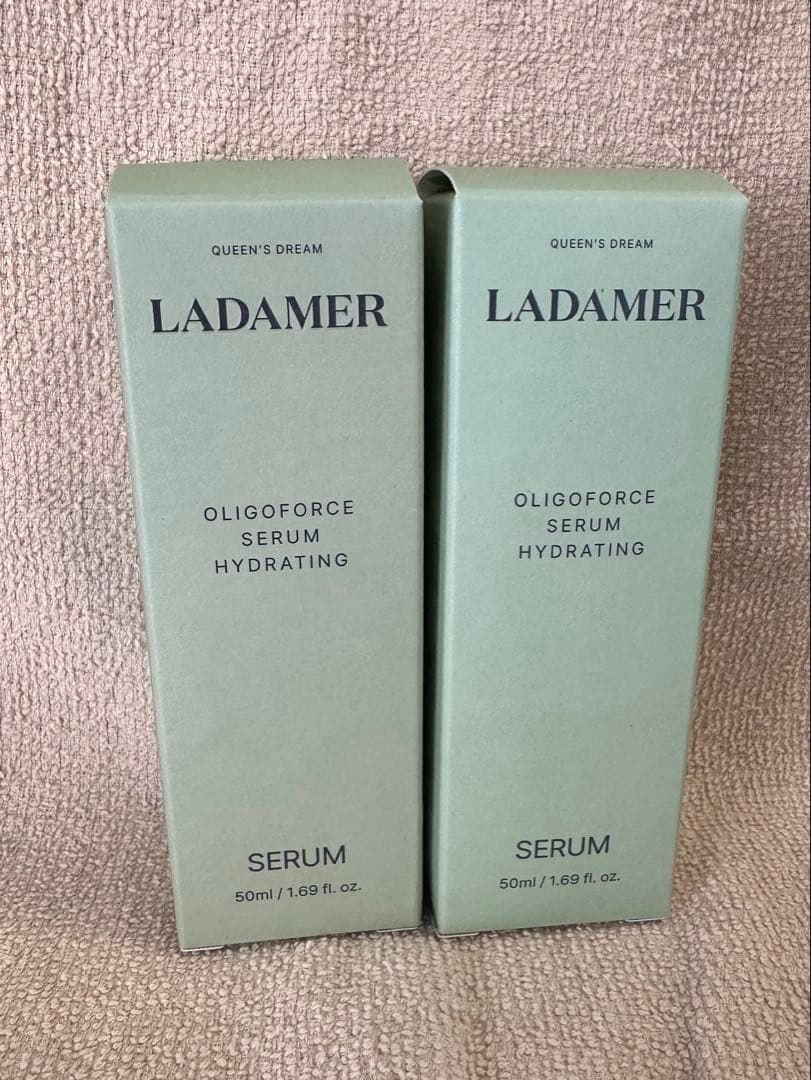 QUEEN'S DREAM
LADAMER
OLIGOFORCE
SERUM
HYDRATING
SERUM
50ml / 1.69 fl. oz.
QUEEN'S DREAM
LADAMER
OLIGOFORCE
SERUM
HYDRATING
SERUM
50ml / 1.69 fl. oz.